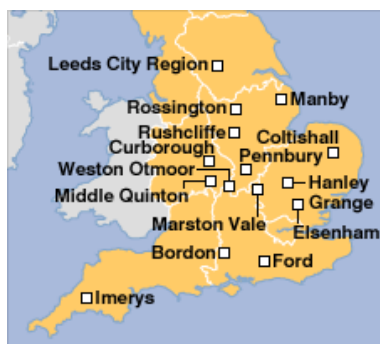 Leeds City Region
Manby
Rossington
Rushcliffe
Coltishall
Curborough
Pennbury
Weston Otmoor
Hanley
Middle Quinton
Grange
Marston Vale
Elsenham
Bordon
Ford
Imerys